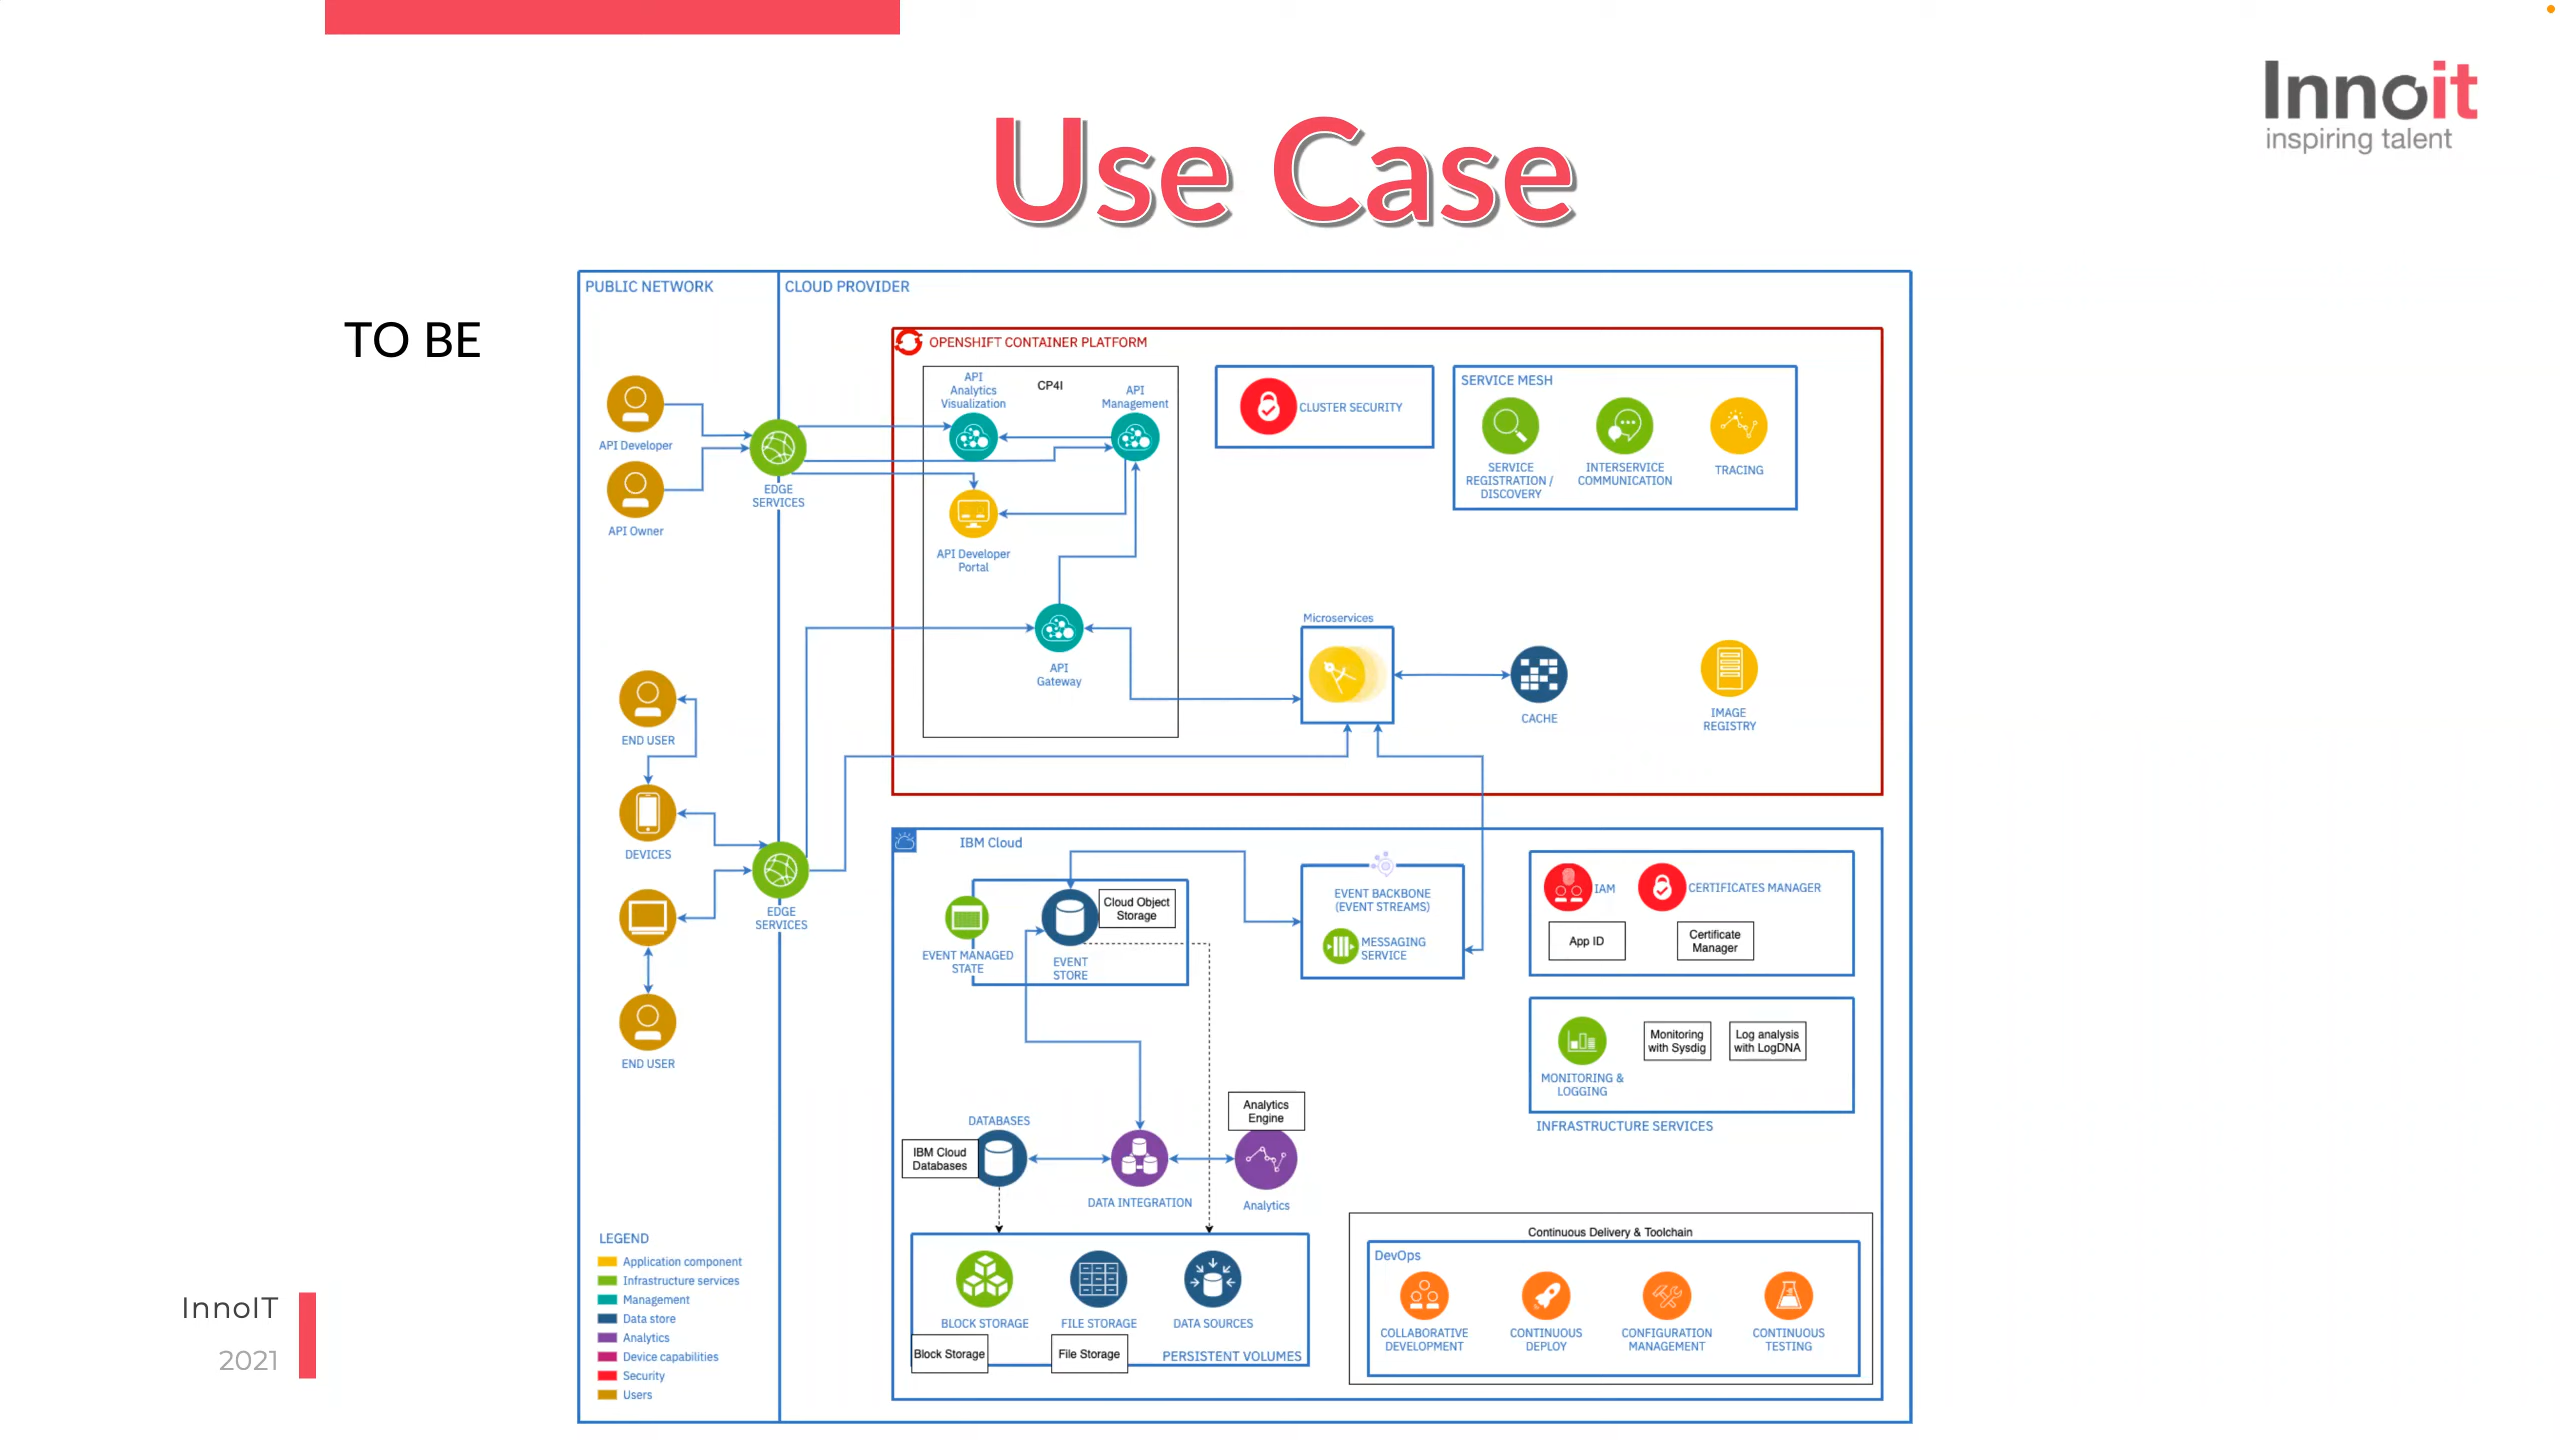 Innoit
inspiring talent
Use Case
TO BE
PUBLIC NETWORK
CLOUD PROVIDER
OPENSHIFT CONTAINER PLATFORM
API
Analytics
Visualization
CP4I
API
Management
CLUSTER SECURITY
SERVICE MESH
SERVICE
REGISTRATION /
DISCOVERY
INTERSERVICE
COMMUNICATION
TRACING
API Developer
API Owner
EDGE
SERVICES
API Developer
Portal
API
Gateway
Microservices
CACHE
IMAGE
REGISTRY
END USER
DEVICES
EDGE
SERVICES
END USER
IBM Cloud
Cloud Object
Storage
EVENT MANAGED
STATE
EVENT
STORE
EVENT BACKBONE
(EVENT STREAMS)
MESSAGING
SERVICE
IAM
CERTIFICATES MANAGER
App ID
Certificate
Manager
MONITORING &
LOGGING
Monitoring
with Sysdig
Log analysis
with LogDNA
INFRASTRUCTURE SERVICES
DATABASES
IBM Cloud
Databases
DATA INTEGRATION
Analytics
Engine
Analytics
BLOCK STORAGE
FILE STORAGE
DATA SOURCES
Block Storage
File Storage
PERSISTENT VOLUMES
Continuous Delivery & Toolchain
DevOps
COLLABORATIVE
DEVELOPMENT
CONTINUOUS
DEPLOY
CONFIGURATION
MANAGEMENT
CONTINUOUS
TESTING
LEGEND
Application component
Infrastructure services
Management
Data store
Analytics
Device capabilities
Security
Users
InnoIT
2021